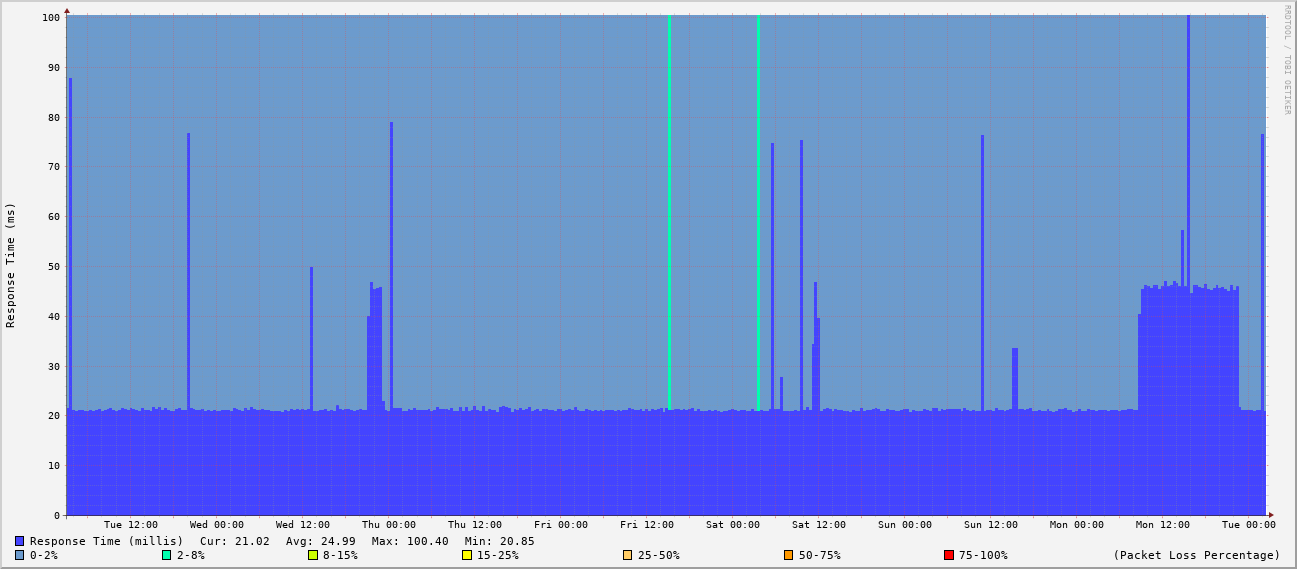 RRDTOOL / TOBI OETIKER
Response Time (ms)
100
90
80
70
60
50
40
30
20
10
0
Tue 12:00 Wed 00:00 Wed 12:00 Thu 00:00 Thu 12:00 Fri 00:00 Fri 12:00 Sat 00:00 Sat 12:00 Sun 00:00 Sun 12:00 Mon 00:00 Mon 12:00 Tue 00:00
Response Time (millis) Cur: 21.02 Avg: 24.99 Max: 100.40 Min: 20.85
0-2% 2-8% 8-15% 15-25% 25-50% 50-75% 75-100% (Packet Loss Percentage)